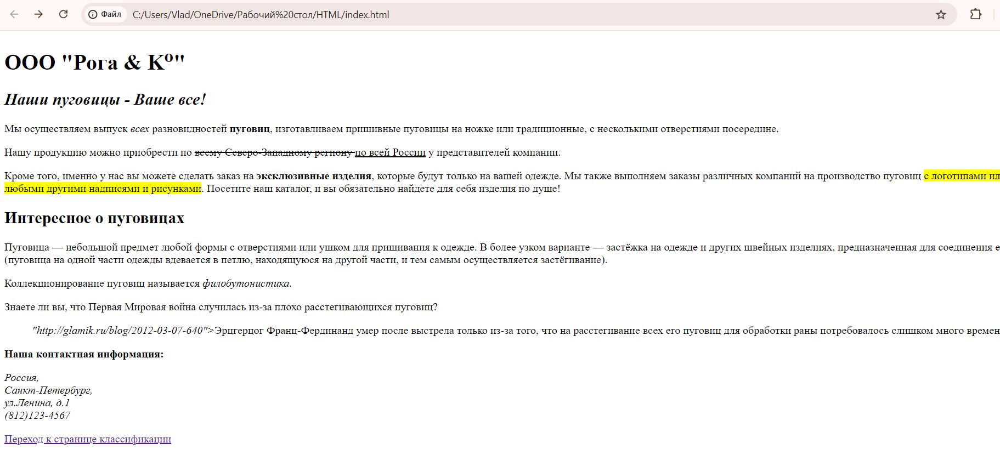 Файл C:/Users/Vlad/OneDrive/Рабочий%20стол/HTML/index.html
ООО "Рога & Kº"
Наши пуговицы - Ваше все!
Мы осуществляем выпуск всех разновидностей пуговиц, изготавливаем пришивные пуговицы на ножке или традиционные, с несколькими отверстиями посередине.
Нашу продукцию можно приобрести по всему Северо-Западному региону по всей России у представителей компании.
Кроме того, именно у нас вы можете сделать заказ на эксклюзивные изделия, которые будут только на вашей одежде. Мы также выполняем заказы различных компаний на производство пуговиц с логотипами ил
любыми другими надписями и рисунками. Посетите наш каталог, и вы обязательно найдете для себя изделия по душе!
Интересное о пуговицах
Пуговица — небольшой предмет любой формы с отверстиями или ушком для пришивания к одежде. В более узком варианте — застёжка на одежде и других швейных изделиях, предназначенная для соединения е
(пуговица на одной части одежды вдевается в петлю, находящуюся на другой части, и тем самым осуществляется застёгивание).
Коллекционирование пуговиц называется филобутонистика.
Знаете ли вы, что Первая Мировая война случилась из-за плохо расстегивающихся пуговиц?
"http://glamik.ru/blog/2012-03-07-640">Эрцгерцог Франц-Фердинанд умер после выстрела только из-за того, что на расстегивание всех его пуговиц для обработки раны потребовалось слишком много времен
Наша контактная информация:
Россия,
Санкт-Петербург,
ул.Ленина, д.1
(812)123-4567
Переход к странице классификации